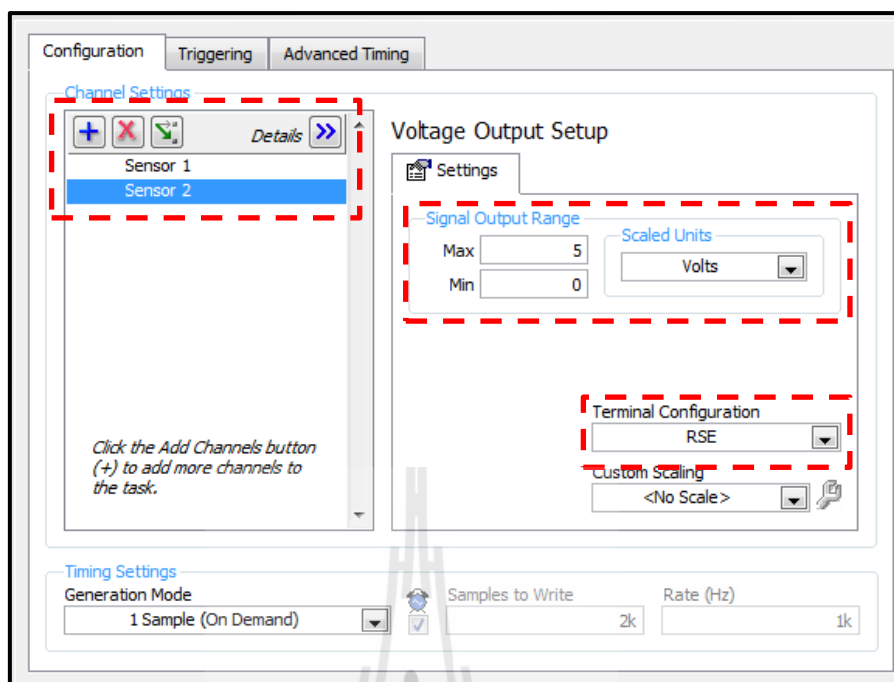 Configuration
Triggering
Advanced Timing
Channel Settings
Details
Sensor 1
Sensor 2
Click the Add Channels button
(+) to add more channels to
the task.
Voltage Output Setup
Settings
Signal Output Range
Max 5
Min 0
Scaled Units
Volts
Terminal Configuration
RSE
Custom Scaling
<No Scale>
Timing Settings
Generation Mode
1 Sample (On Demand)
Samples to Write
2k
Rate (Hz)
1k